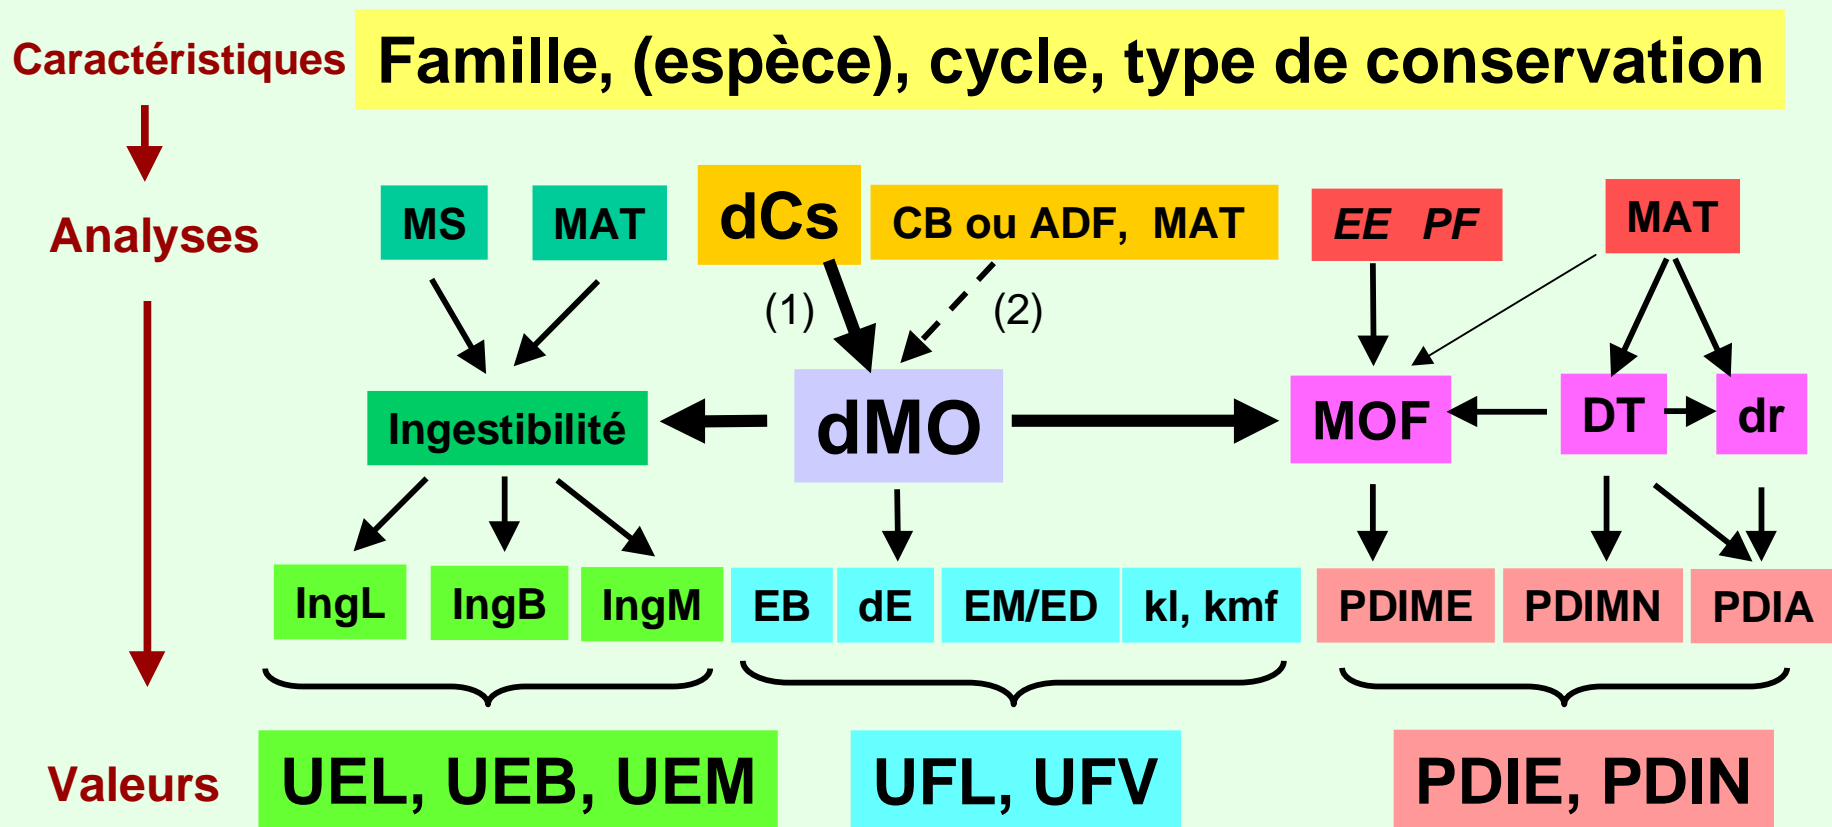 Caractéristiques
Famille, (espèce), cycle, type de conservation
Analyses
MS
MAT
dCs
CB ou ADF, MAT
EE PF
MAT
(1)
(2)
Ingestibilité
dMO
MOF
DT
dr
IngL
IngB
IngM
EB
dE
EM/ED
kl, kmf
PDIME
PDIMN
PDIA
Valeurs
UEL, UEB, UEM
UFL, UFV
PDIE, PDIN